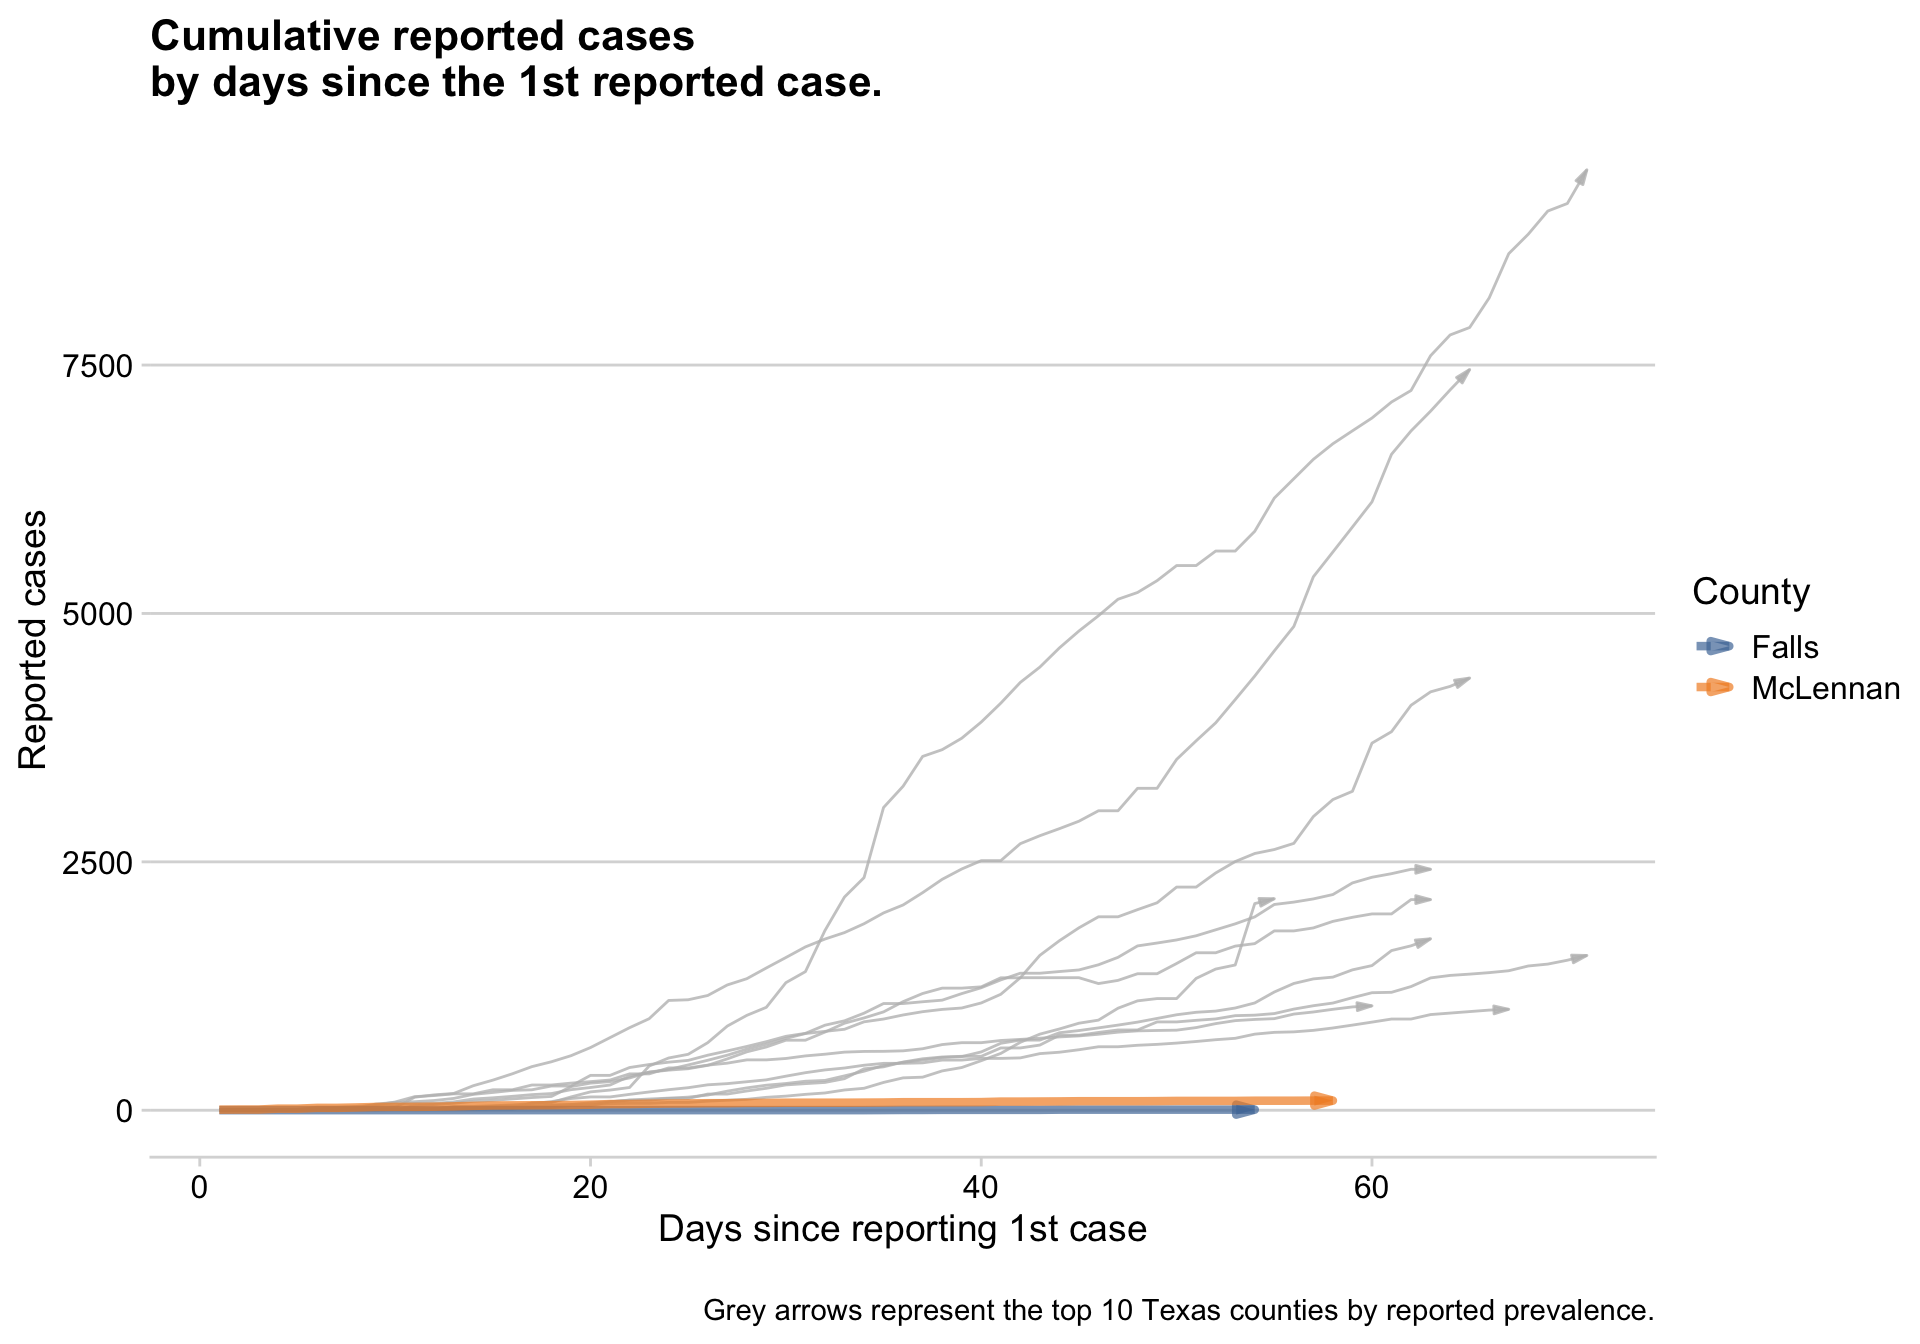 Cumulative reported cases
by days since the 1st reported case.
7500
5000
2500
0
Reported cases
0 20 40 60
Days since reporting 1st case
County
Falls
McLennan
Grey arrows represent the top 10 Texas counties by reported prevalence.